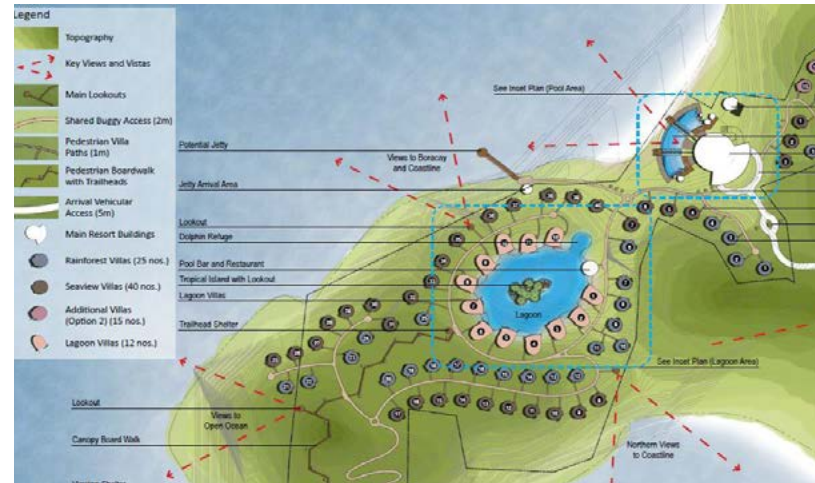 Legend
Topography
Key Views and Vistas
Main Lookouts
Shared Buggy Access (2m)
Pedestrian Villa
Paths (1m)
Pedestrian Boardwalk
with Trailheads
Arrival Vehicular
Access (5m)
Main Resort Buildings
Rainforest Villas (25 nos.)
Seaview Villas (40 nos.)
Additional Villas
(Option 2) (15 nos.)
Lagoon Villas (12 nos.)
See Inset Plan (Pool Area)
Potential Jetty
Views to Boracay
and Coastline
Jetty Arrival Area
Lookout
Dolphin Refuge
Pool Bar and Restaurant
Tropical Island with Lookout
Lagoon Villas
Lagoon
Trailhead Shelter
See Inset Plan (Lagoon Area)
Lookout
Views to
Open Ocean
Canopy Board Walk
Northern Views
to Coastline